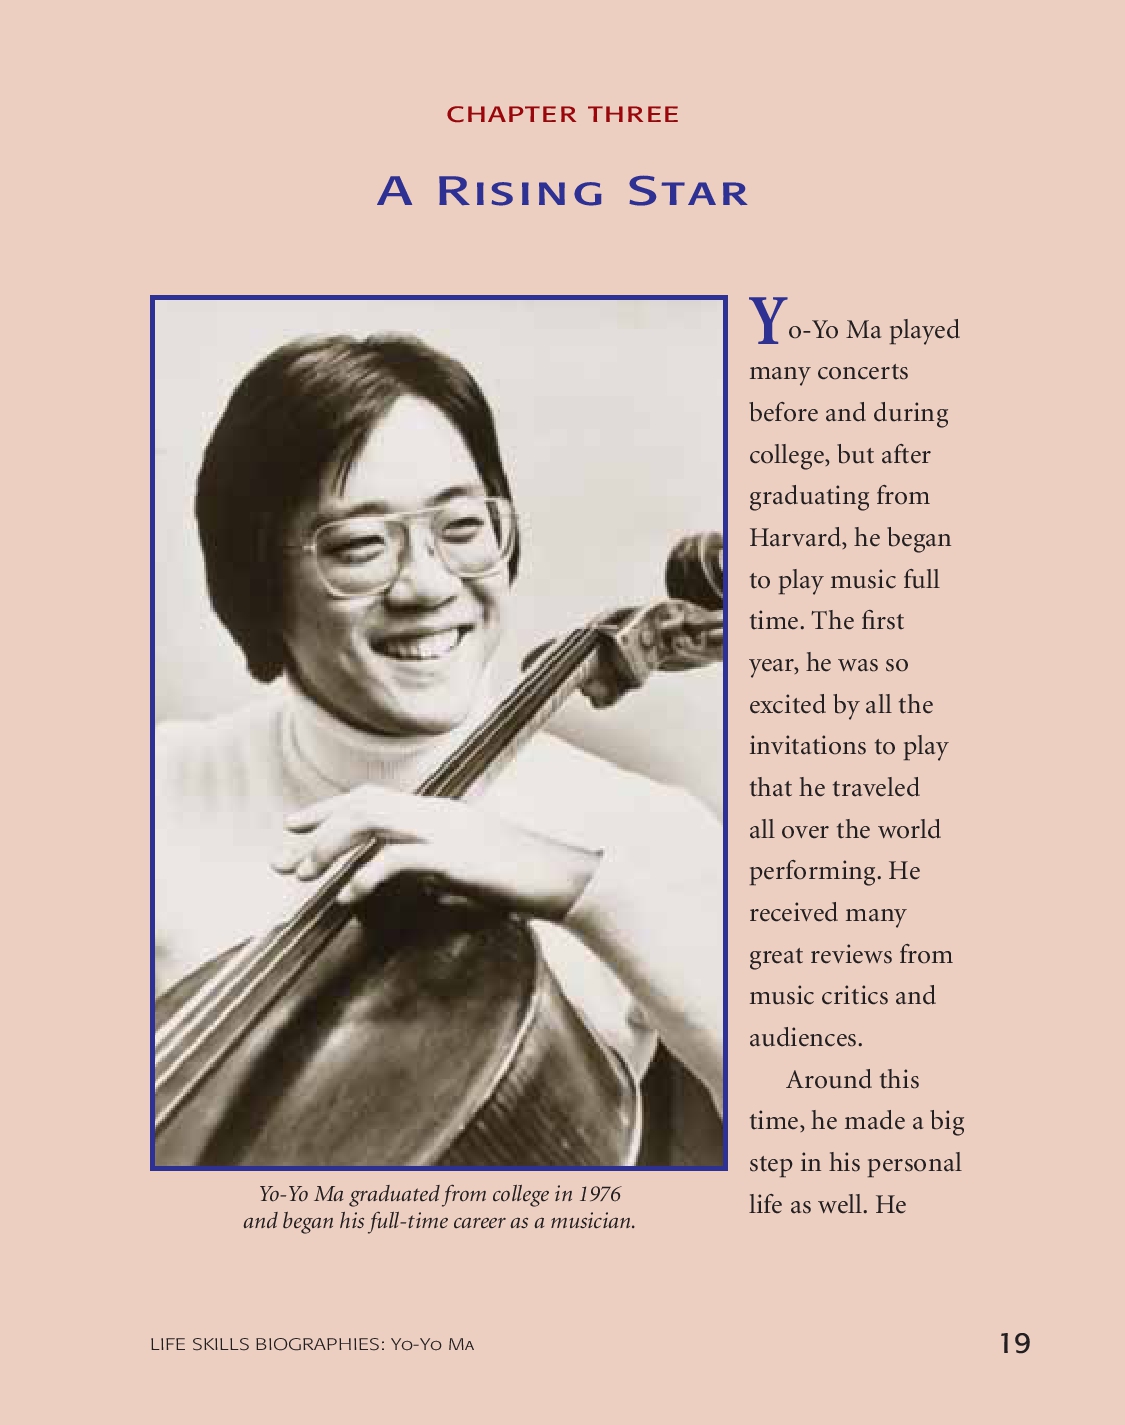 CHAPTER THREE
A RISING STAR
Yo-Yo Ma played
many concerts
before and during
college, but after
graduating from
Harvard, he began
to play music full
time. The first
year, he was so
excited by all the
invitations to play
that he traveled
all over the world
performing. He
received many
great reviews from
music critics and
audiences.
Around this
time, he made a big
step in his personal
life as well. He
Yo-Yo Ma graduated from college in 1976
and began his full-time career as a musician.
LIFE SKILLS BIOGRAPHIES: YO-YO MA
19